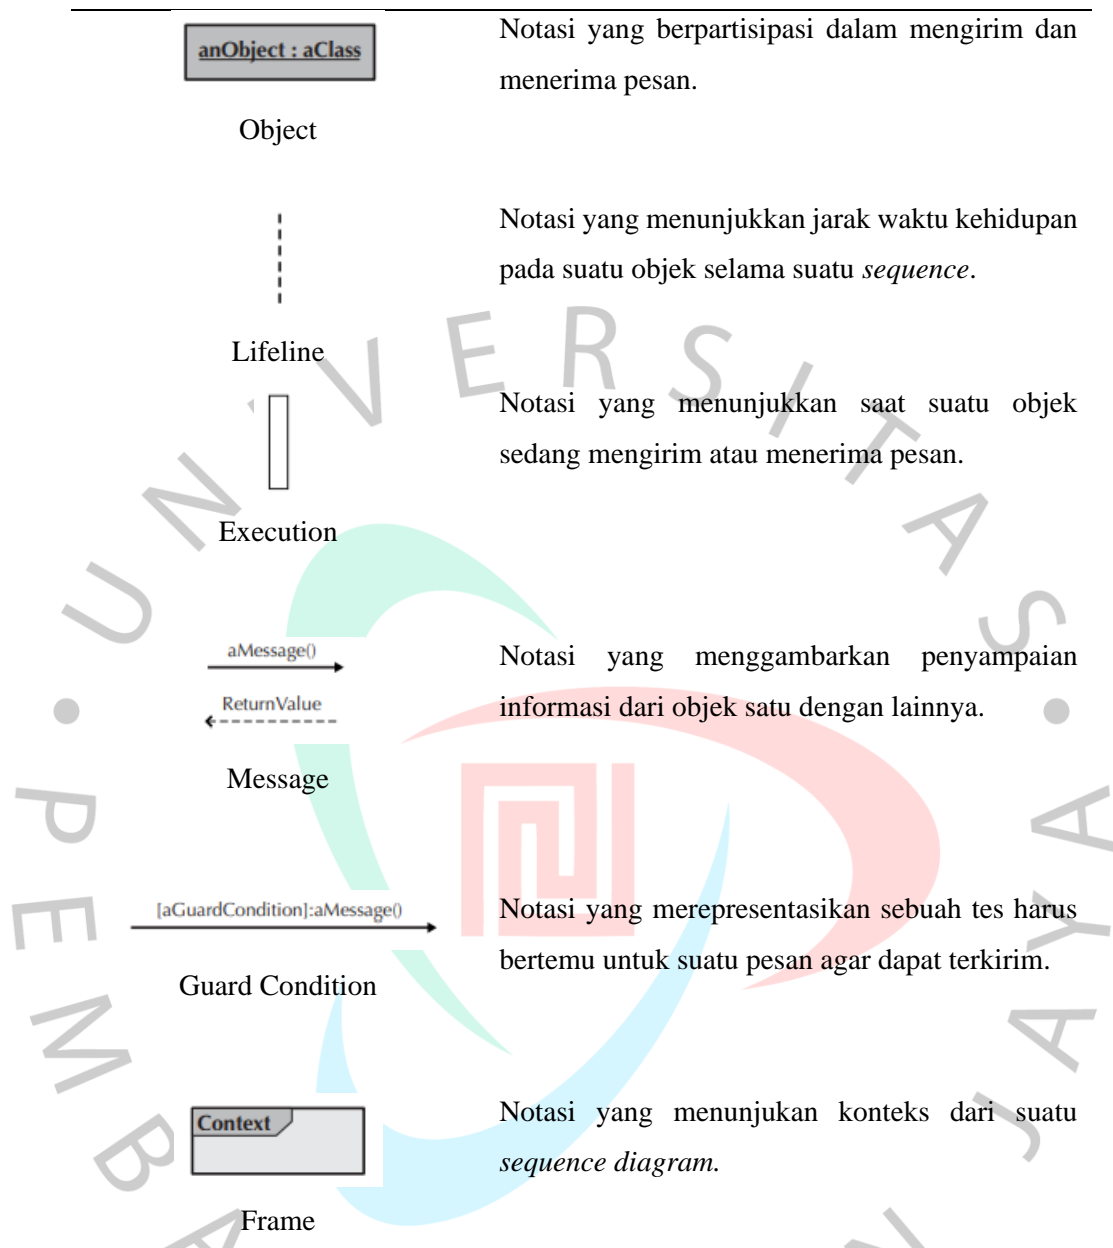 anObject : aClass
Object
Notasi yang berpartisipasi dalam mengirim dan
menerima pesan.
Lifeline
Notasi yang menunjukkan jarak waktu kehidupan
pada suatu objek selama suatu sequence.
Execution
Notasi yang menunjukkan saat suatu objek
sedang mengirim atau menerima pesan.
aMessage()
ReturnValue
Message
Notasi yang menggambarkan penyampaian
informasi dari objek satu dengan lainnya.
[aGuardCondition]:aMessage()
Guard Condition
Notasi yang merepresentasikan sebuah tes harus
bertemu untuk suatu pesan agar dapat terkirim.
Context
Frame
Notasi yang menunjukan konteks dari suatu
sequence diagram.
UNVERSITAS
PEMBA
N JAYA